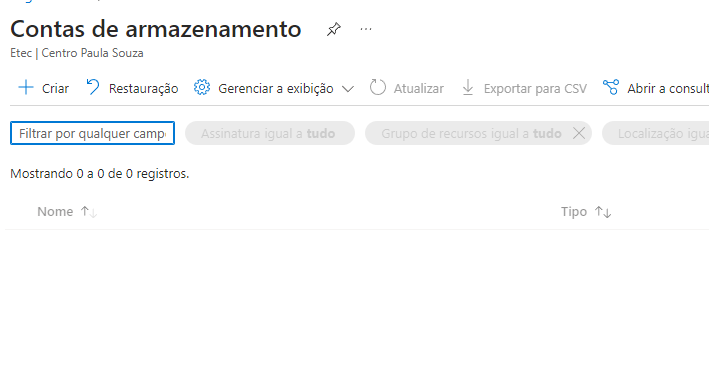 Contas de armazenamento
Etec | Centro Paula Souza
Criar Restauração Gerenciar a exibição Atualizar Exportar para CSV Abrir a consult
Filtrar por qualquer camp Assinatura igual a tudo Grupo de recursos igual a tudo Localização igua
Mostrando 0 a 0 de 0 registros.
Nome Tipo